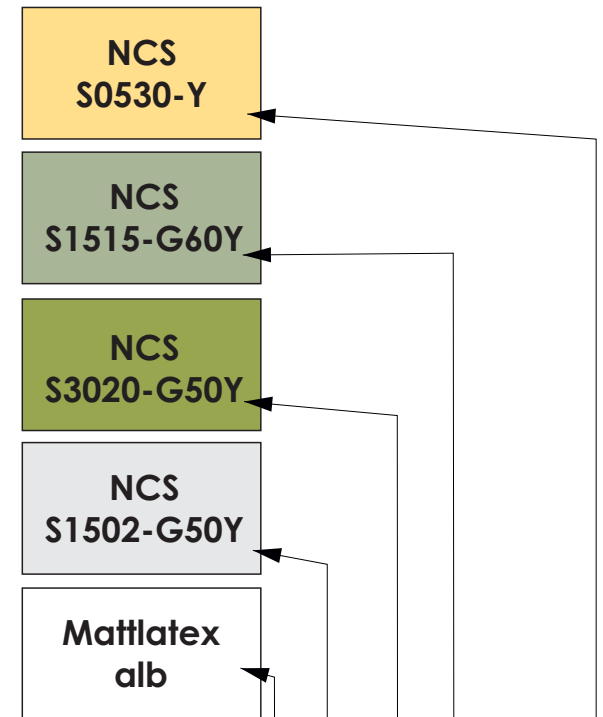 NCS
S0530-Y
NCS
S1515-G60Y
NCS
S3020-G50Y
NCS
S1502-G50Y
Mattlatex
alb